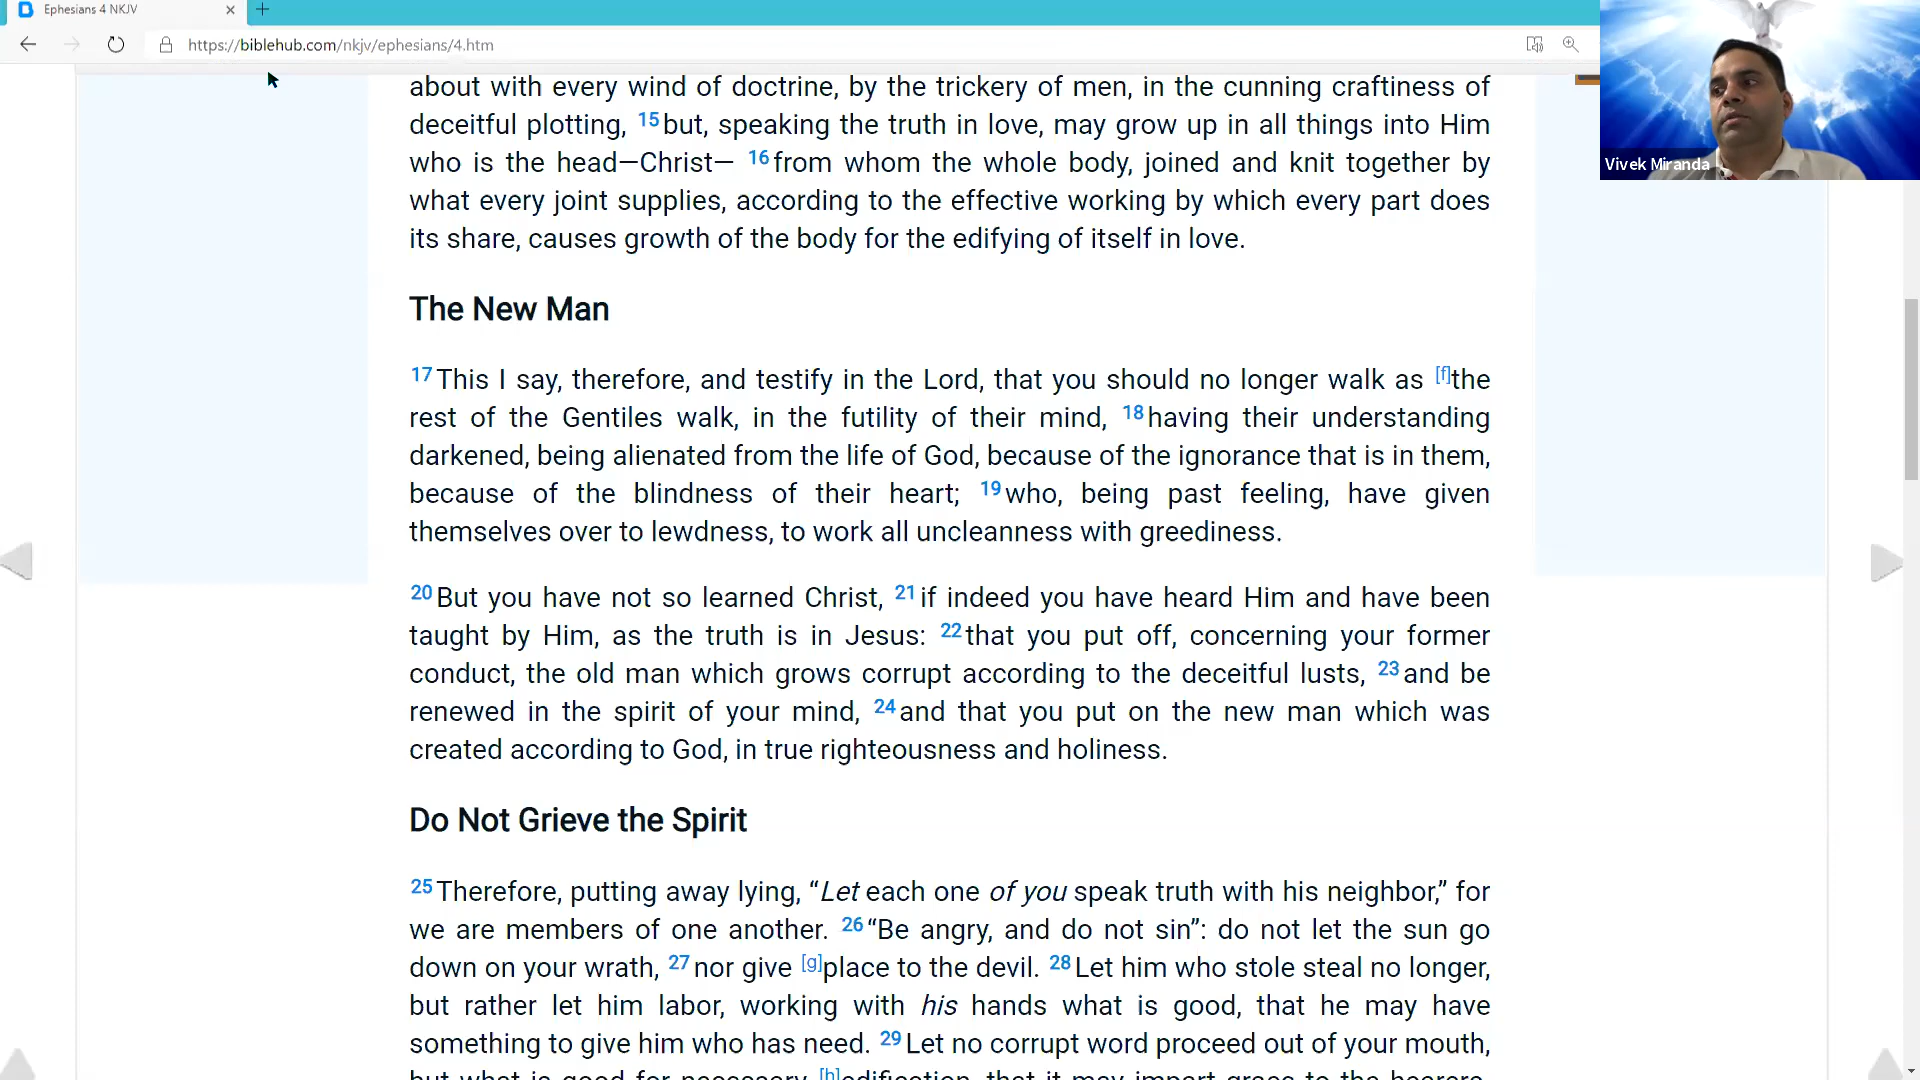 Ephesians 4 NKJV
https://biblehub.com/nkjv/ephesians/4.htm
Vivek Miranda
about with every wind of doctrine, by the trickery of men, in the cunning craftiness of
deceitful plotting, 15 but, speaking the truth in love, may grow up in all things into Him
who is the head—Christ— 16 from whom the whole body, joined and knit together by
what every joint supplies, according to the effective working by which every part does
its share, causes growth of the body for the edifying of itself in love.
The New Man
17 This I say, therefore, and testify in the Lord, that you should no longer walk as [f]the
rest of the Gentiles walk, in the futility of their mind, 18 having their understanding
darkened, being alienated from the life of God, because of the ignorance that is in them,
because of the blindness of their heart; 19 who, being past feeling, have given
themselves over to lewdness, to work all uncleanness with greediness.
20 But you have not so learned Christ, 21 if indeed you have heard Him and have been
taught by Him, as the truth is in Jesus: 22 that you put off, concerning your former
conduct, the old man which grows corrupt according to the deceitful lusts, 23 and be
renewed in the spirit of your mind, 24 and that you put on the new man which was
created according to God, in true righteousness and holiness.
Do Not Grieve the Spirit
25 Therefore, putting away lying, “Let each one of you speak truth with his neighbor,” for
we are members of one another. 26 “Be angry, and do not sin”: do not let the sun go
down on your wrath, 27 nor give [g]place to the devil. 28 Let him who stole steal no longer,
but rather let him labor, working with his hands what is good, that he may have
something to give him who has need. 29 Let no corrupt word proceed out of your mouth,
but what is good for necessary [h]edification, that it may impart grace to the hearers.